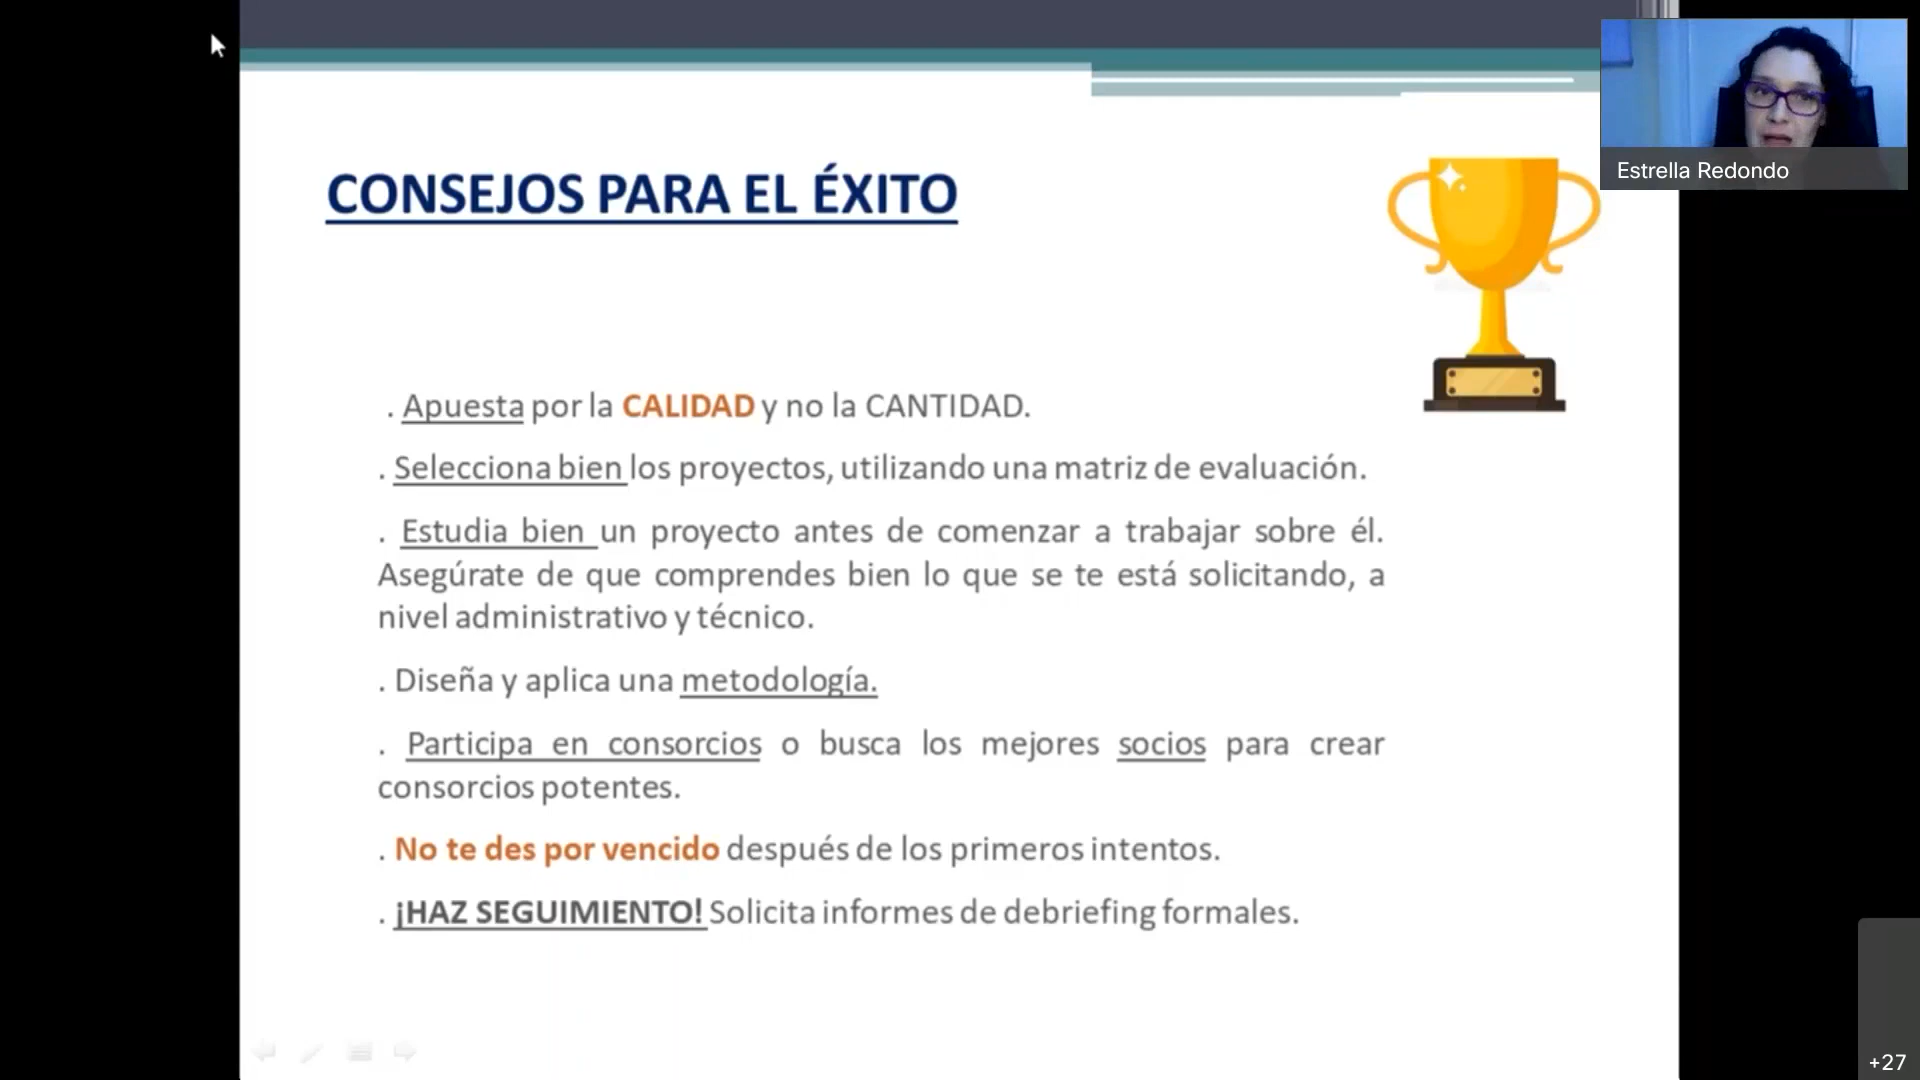 Estrella Redondo
CONSEJOS PARA EL ÉXITO
. Apuesta por la CALIDAD y no la CANTIDAD.
. Selecciona bien los proyectos, utilizando una matriz de evaluación.
. Estudia bien un proyecto antes de comenzar a trabajar sobre él.
Asegúrate de que comprendes bien lo que se te está solicitando, a
nivel administrativo y técnico.
. Diseña y aplica una metodología.
. Participa en consorcios o busca los mejores socios para crear
consorcios potentes.
. No te des por vencido después de los primeros intentos.
. ¡HAZ SEGUIMIENTO! Solicita informes de debriefing formales.
+27